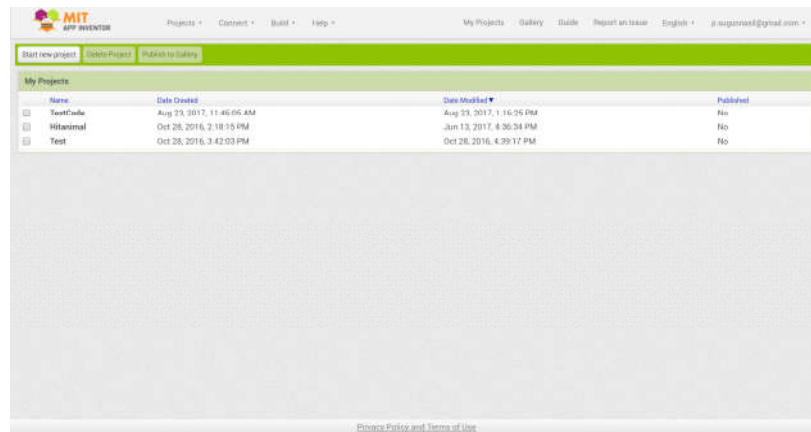 MIT
APP INVENTOR
Projects Connect Build Help My Projects Gallery Guide Report an Issue English
Start new project Delete Project Publish to Gallery
My Projects
Name Date Created Date Modified▼ Published
TestCode Aug 23, 2017, 11:46:05 AM Aug 23, 2017, 1:16:25 PM No
Hitanimal Oct 28, 2016, 2:18:15 PM Jun 13, 2017, 4:36:34 PM No
Test Oct 28, 2016, 3:42:03 PM Oct 28, 2016, 4:39:17 PM No
Privacy Policy and Terms of Use